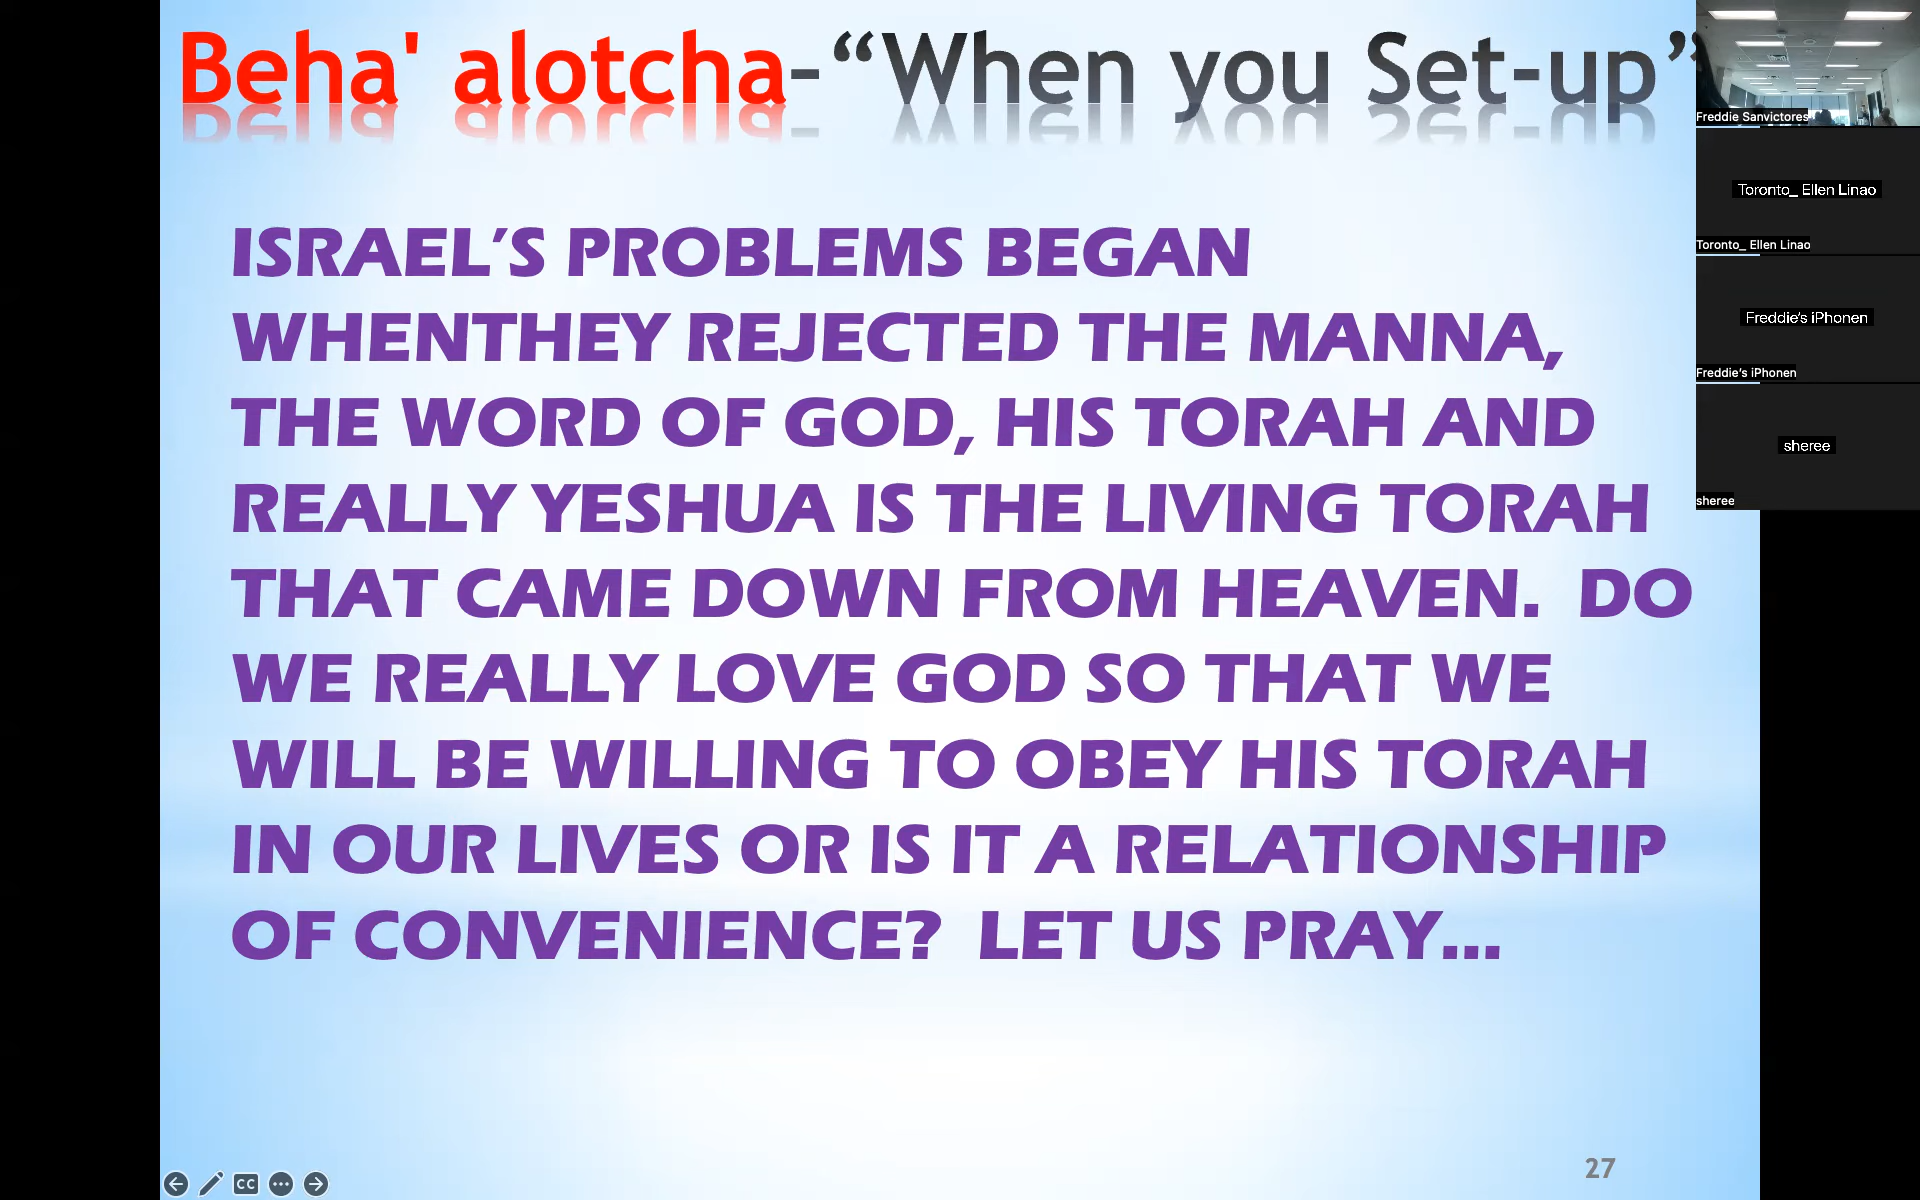 Beha' alotcha-“When you Set-up”
ISRAEL’S PROBLEMS BEGAN
WHENTHEY REJECTED THE MANNA,
THE WORD OF GOD, HIS TORAH AND
REALLY YESHUA IS THE LIVING TORAH
THAT CAME DOWN FROM HEAVEN.  DO
WE REALLY LOVE GOD SO THAT WE
WILL BE WILLING TO OBEY HIS TORAH
IN OUR LIVES OR IS IT A RELATIONSHIP
OF CONVENIENCE?  LET US PRAY...
27
CC
Freddie Sanvictores
Toronto_ Ellen Linao
Toronto_ Ellen Linao
Freddie’s iPhonen
Freddie’s iPhonen
sheree
sheree